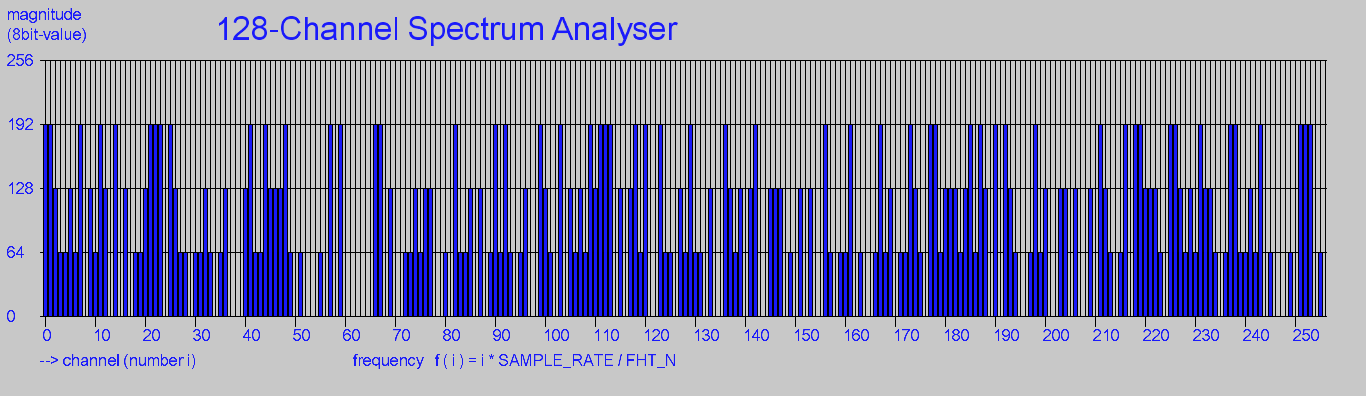 magnitude
(8bit-value)
128-Channel Spectrum Analyser
256
192
128
64
0
0 10 20 30 40 50 60 70 80 90 100 110 120 130 140 150 160 170 180 190 200 210 220 230 240 250
--> channel (number i) frequency f ( i ) = i * SAMPLE_RATE / FHT_N